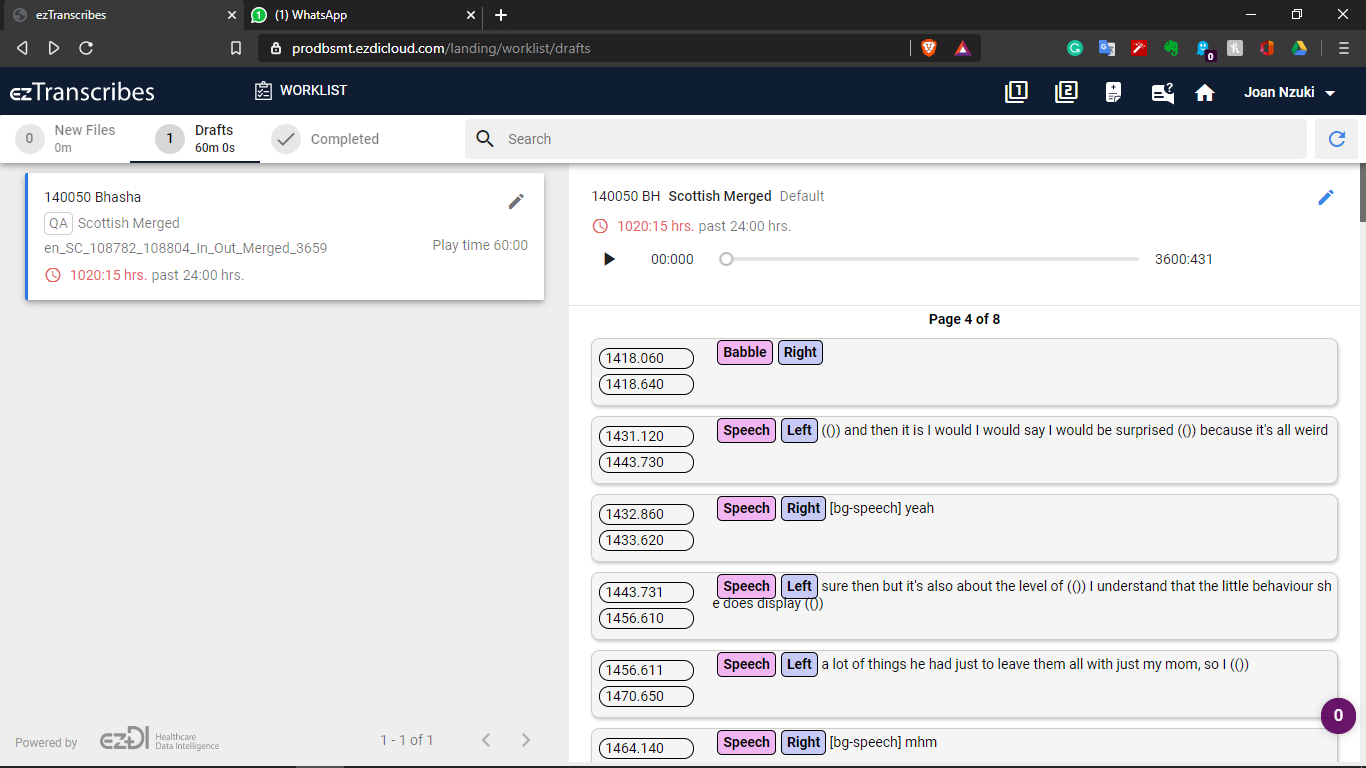 ezTranscribes
(1) WhatsApp
prodbsmt.ezdicloud.com/landing/worklist/drafts
0
ezTranscribes
WORKLIST
1
2
Joan Nzuki
0 New Files
0m
1 Drafts
60m 0s
Completed
Search
140050 Bhasha
QA Scottish Merged
en_SC_108782_108804_In_Out_Merged_3659
Play time 60:00
1020:15 hrs. past 24:00 hrs.
Powered by ezDI Healthcare
Data Intelligence
1 - 1 of 1
140050 BH Scottish Merged Default
1020:15 hrs. past 24:00 hrs.
00:000 3600:431
Page 4 of 8
1418.060 Babble Right
1418.640
1431.120 Speech Left (()) and then it is I would I would say I would be surprised (()) because it's all weird
1443.730
1432.860 Speech Right [bg-speech] yeah
1433.620
1443.731 Speech Left sure then but it's also about the level of (()) I understand that the little behaviour sh
e does display (())
1456.610
1456.611 Speech Left a lot of things he had just to leave them all with just my mom, so I (())
1470.650
1464.140 Speech Right [bg-speech] mhm
0